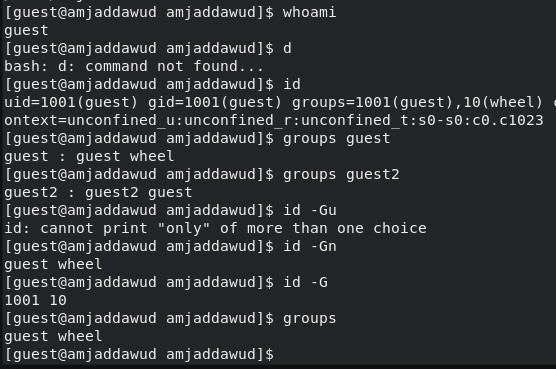 [guest@amjaddawud amjaddawud]$ whoami
guest
[guest@amjaddawud amjaddawud]$ d
bash: d: command not found...
[guest@amjaddawud amjaddawud]$ id
uid=1001(guest) gid=1001(guest) groups=1001(guest),10(wheel) c
ontext=unconfined_u:unconfined_r:unconfined_t:s0-s0:c0.c1023
[guest@amjaddawud amjaddawud]$ groups guest
guest : guest wheel
[guest@amjaddawud amjaddawud]$ groups guest2
guest2 : guest2 guest
[guest@amjaddawud amjaddawud]$ id -Gu
id: cannot print "only" of more than one choice
[guest@amjaddawud amjaddawud]$ id -Gn
guest wheel
[guest@amjaddawud amjaddawud]$ id -G
1001 10
[guest@amjaddawud amjaddawud]$ groups
guest wheel
[guest@amjaddawud amjaddawud]$